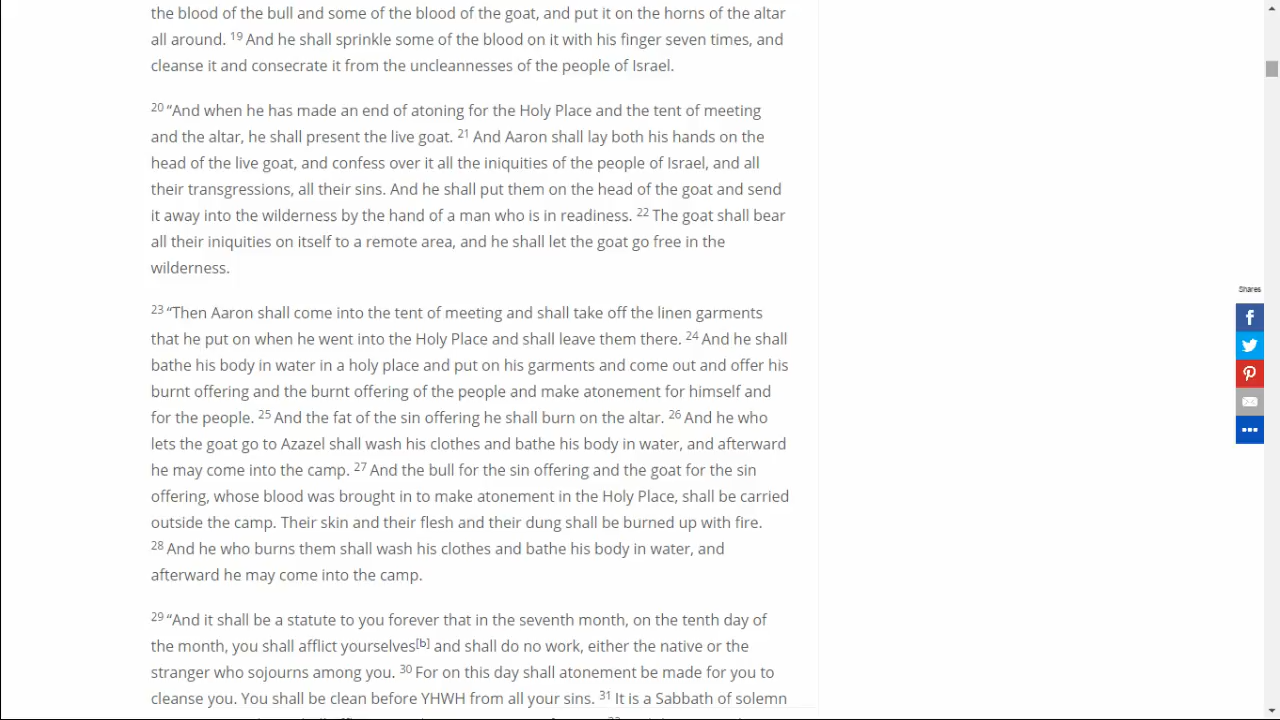 the blood of the bull and some of the blood of the goat, and put it on the horns of the altar
all around. 19 And he shall sprinkle some of the blood on it with his finger seven times, and
cleanse it and consecrate it from the uncleannesses of the people of Israel.
20 “And when he has made an end of atoning for the Holy Place and the tent of meeting
and the altar, he shall present the live goat. 21 And Aaron shall lay both his hands on the
head of the live goat, and confess over it all the iniquities of the people of Israel, and all
their transgressions, all their sins. And he shall put them on the head of the goat and send
it away into the wilderness by the hand of a man who is in readiness. 22 The goat shall bear
all their iniquities on itself to a remote area, and he shall let the goat go free in the
wilderness.
23 “Then Aaron shall come into the tent of meeting and shall take off the linen garments
that he put on when he went into the Holy Place and shall leave them there. 24 And he shall
bathe his body in water in a holy place and put on his garments and come out and offer his
burnt offering and the burnt offering of the people and make atonement for himself and
for the people. 25 And the fat of the sin offering he shall burn on the altar. 26 And he who
lets the goat go to Azazel shall wash his clothes and bathe his body in water, and afterward
he may come into the camp. 27 And the bull for the sin offering and the goat for the sin
offering, whose blood was brought in to make atonement in the Holy Place, shall be carried
outside the camp. Their skin and their flesh and their dung shall be burned up with fire.
28 And he who burns them shall wash his clothes and bathe his body in water, and
afterward he may come into the camp.
29 “And it shall be a statute to you forever that in the seventh month, on the tenth day of
the month, you shall afflict yourselves[b] and shall do no work, either the native or the
stranger who sojourns among you. 30 For on this day shall atonement be made for you to
cleanse you. You shall be clean before YHWH from all your sins. 31 It is a Sabbath of solemn
Shares